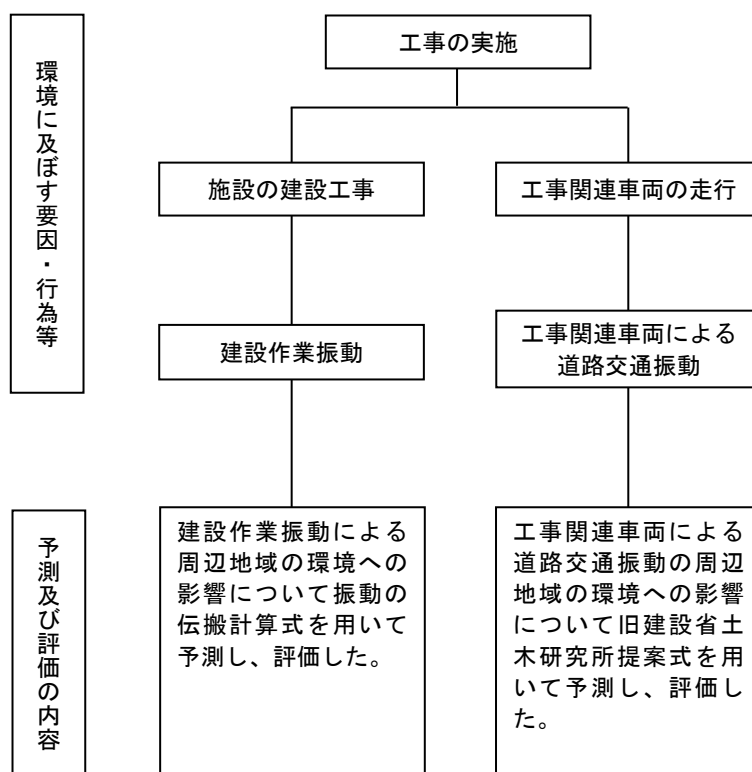 環境に及ぼす要因・行為等
工事の実施
施設の建設工事
工事関連車両の走行
建設作業振動
工事関連車両による
道路交通振動
予測及び評価の内容
建設作業振動による
周辺地域の環境への
影響について振動の
伝搬計算式を用いて
予測し、評価した。
工事関連車両による
道路交通振動の周辺
地域の環境への影響
について旧建設省土
木研究所提案式を用
いて予測し、評価し
た。